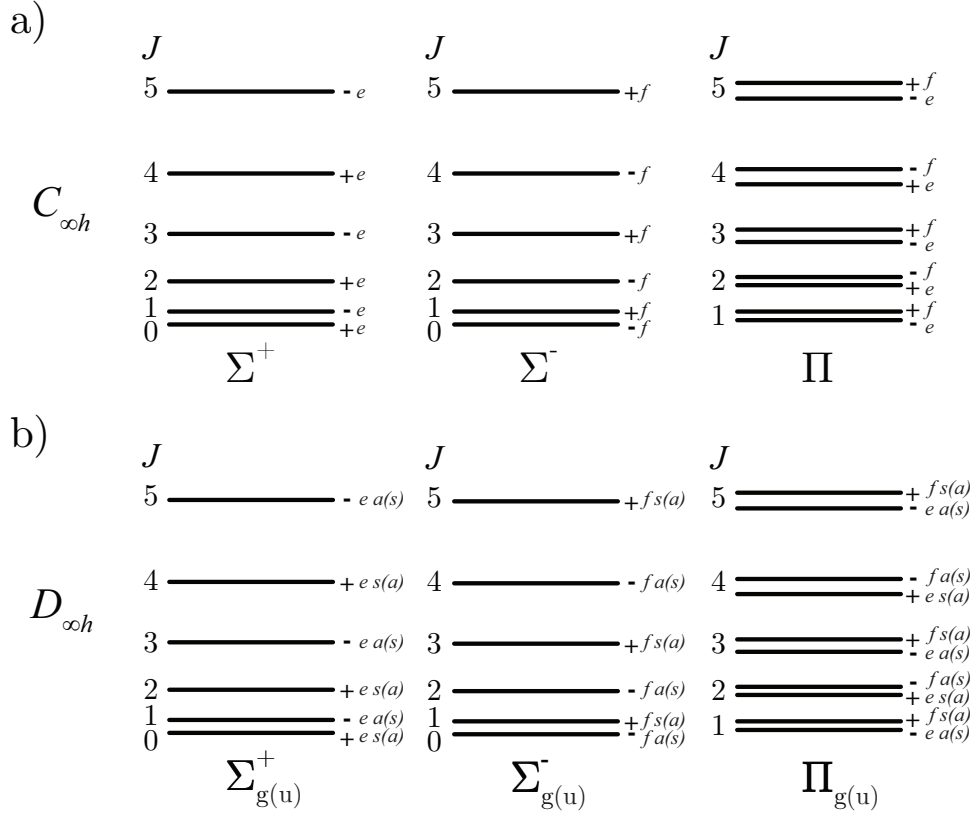 a)
J J J
5 - e 5 + f 5 + f
- e
4 + e 4 - f 4 - f
+ e
C∞h
3 - e 3 + f 3 + f
- e
2 + e 2 - f 2 - f
+ e
1 - e 1 + f 1 + f
0 + e 0 - f - e
Σ+ Σ- Π
b)
J J J
5 - e a(s) 5 + f s(a) 5 + f s(a)
- e a(s)
4 + e s(a) 4 - f a(s) 4 - f a(s)
+ e s(a)
D∞h
3 - e a(s) 3 + f s(a) 3 + f s(a)
- e a(s)
2 + e s(a) 2 - f a(s) 2 - f a(s)
+ e s(a)
1 - e a(s) 1 + f s(a) 1 + f s(a)
0 + e s(a) 0 - f a(s) - e a(s)
Σ+g(u) Σ-g(u) Πg(u)